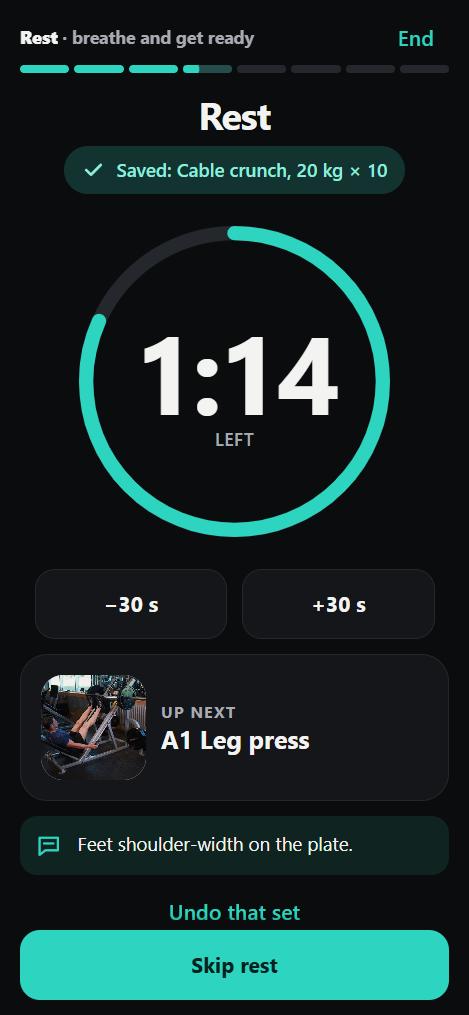 Rest · breathe and get ready
End
Rest
Saved: Cable crunch, 20 kg × 10
1:14
LEFT
−30 s
+30 s
UP NEXT
A1 Leg press
Feet shoulder-width on the plate.
Undo that set
Skip rest